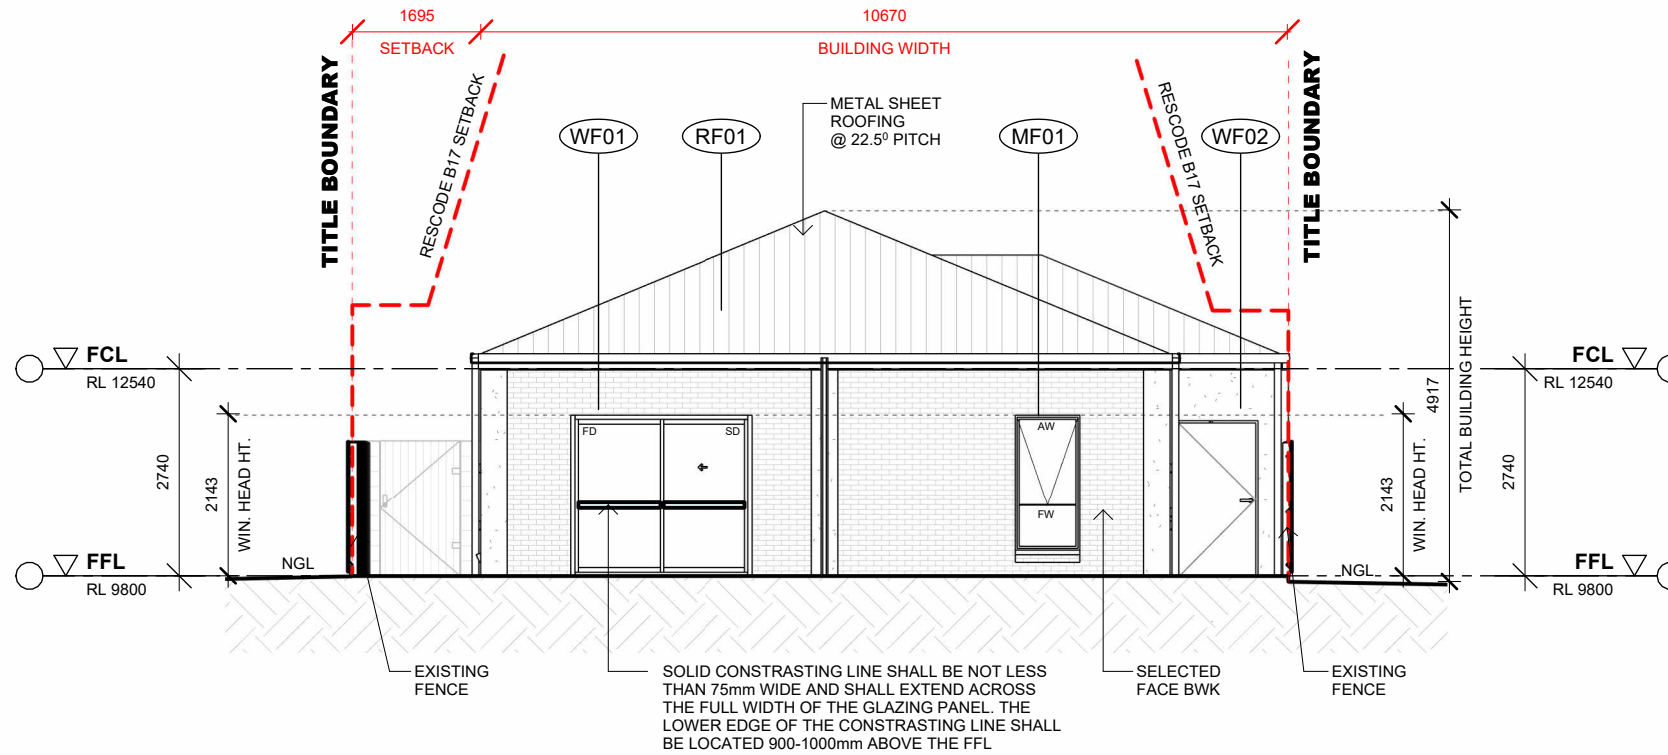 1695
10670
SETBACK
BUILDING WIDTH
TITLE BOUNDARY
RESCODE B17 SETBACK
WF01
RF01
METAL SHEET
ROOFING
@ 22.5⁰ PITCH
MF01
WF02
RESCODE B17 SETBACK
TITLE BOUNDARY
FCL
RL 12540
FCL
RL 12540
2740
2143
WIN. HEAD HT.
FD
SD
AW
FW
2143
WIN. HEAD HT.
4917
TOTAL BUILDING HEIGHT
2740
FFL
RL 9800
NGL
NGL
FFL
RL 9800
EXISTING
FENCE
SOLID CONSTRASTING LINE SHALL BE NOT LESS
THAN 75mm WIDE AND SHALL EXTEND ACROSS
THE FULL WIDTH OF THE GLAZING PANEL. THE
LOWER EDGE OF THE CONSTRASTING LINE SHALL
BE LOCATED 900-1000mm ABOVE THE FFL
SELECTED
FACE BWK
EXISTING
FENCE